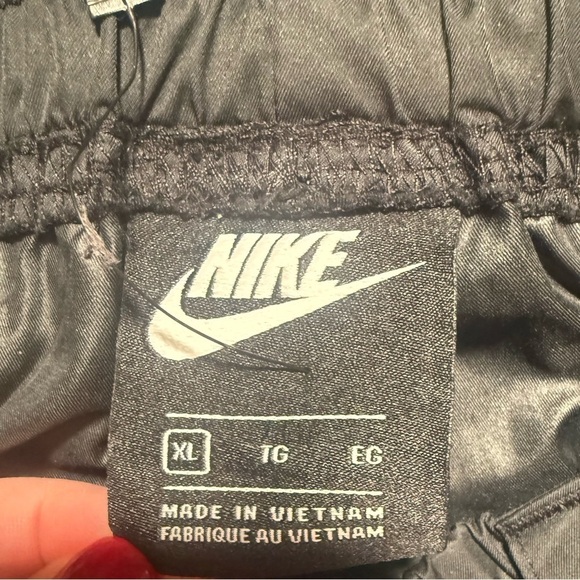 NIKE
XL TG EG
MADE IN VIETNAM
FABRIQUE AU VIETNAM